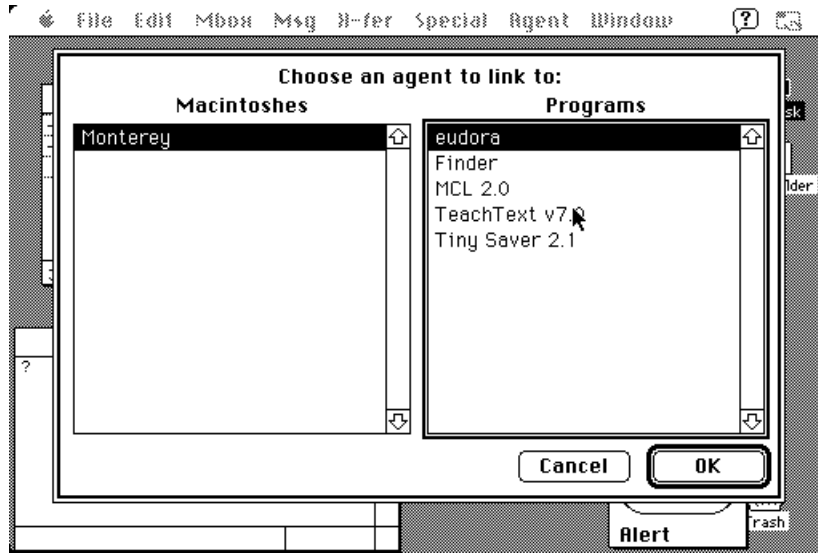 File Edit Mbox Msg X-fer Special Agent Window
Choose an agent to link to:
Macintoshes Programs
Monterey
eudora
Finder
MCL 2.0
TeachText v7.0
Tiny Saver 2.1
?
Cancel OK
Alert
Trash